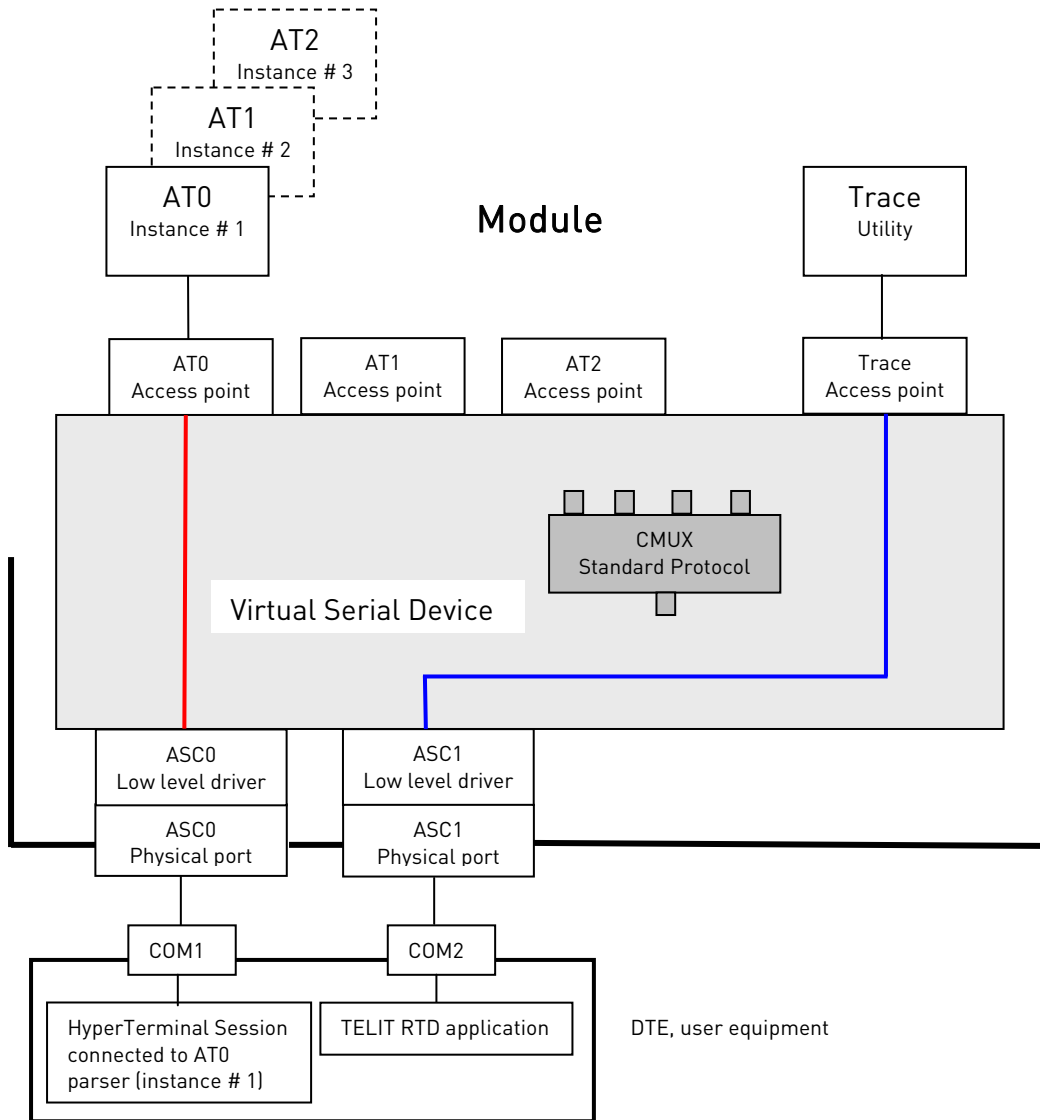 AT2
Instance # 3
AT1
Instance # 2
AT0
Instance # 1
Module
Trace
Utility
AT0
Access point
AT1
Access point
AT2
Access point
Trace
Access point
CMUX
Standard Protocol
Virtual Serial Device
ASC0
Low level driver
ASC1
Low level driver
ASC0
Physical port
ASC1
Physical port
COM1
COM2
HyperTerminal Session
connected to AT0
parser (instance # 1)
TELIT RTD application
DTE, user equipment